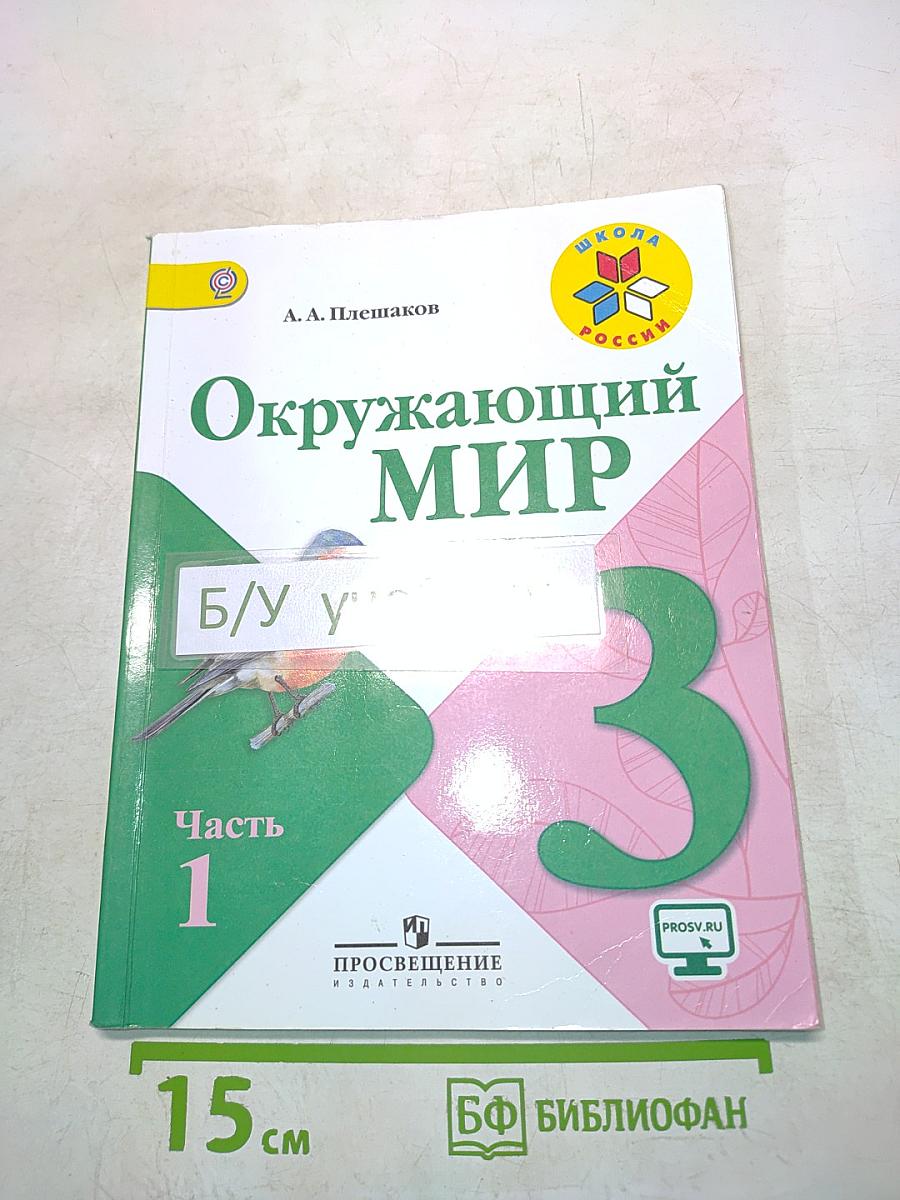 ШКОЛА
РОССИИ
А. А. Плешаков
Окружающий
МИР
Б/У
3
Часть
1
PROSV.RU
ПРОСВЕЩЕНИЕ
ИЗДАТЕЛЬСТВО
15 см
БФ БИБЛИОФАН